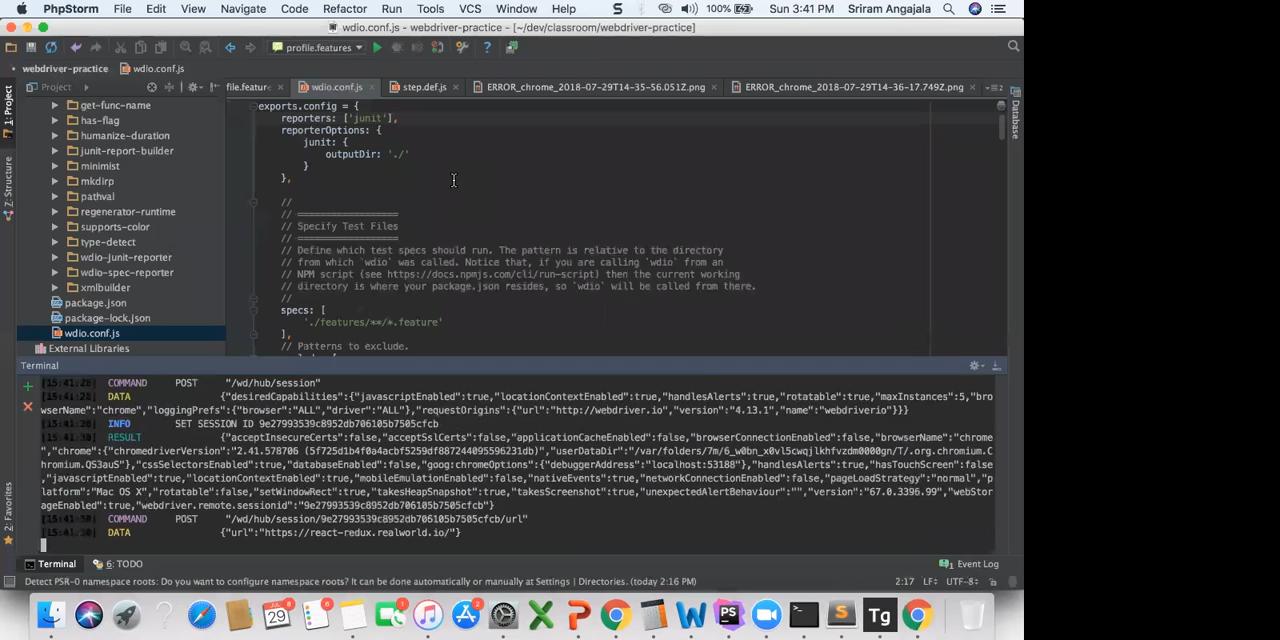 PhpStorm File Edit View Navigate Code Refactor Run Tools VCS Window Help 100% Sun 3:41 PM Sriram Angajala
wdio.conf.js - webdriver-practice - [~/dev/classroom/webdriver-practice]
profile.features
webdriver-practice wdio.conf.js
Project file.featur wdio.conf.js step.def.js ERROR_chrome_2018-07-29T14-35-56.051Z.png ERROR_chrome_2018-07-29T14-36-17.749Z.png
1: Project
7: Structure
2: Favorites
Database
get-func-name
has-flag
humanize-duration
junit-report-builder
minimist
mkdirp
pathval
regenerator-runtime
supports-color
type-detect
wdio-junit-reporter
wdio-spec-reporter
xmlbuilder
package.json
package-lock.json
wdio.conf.js
External Libraries
exports.config = {
reporters: ['junit'],
reporterOptions: {
junit: {
outputDir: './'
}
},
//
// ==================
// Specify Test Files
// ==================
// Define which test specs should run. The pattern is relative to the directory
// from which `wdio` was called. Notice that, if you are calling `wdio` from an
// NPM script (see https://docs.npmjs.com/cli/run-script) then the current working
// directory is where your package.json resides, so `wdio` will be called from there.
//
specs: [
'./features/**/*.feature'
],
// Patterns to exclude.
Terminal
COMMAND POST "/wd/hub/session"
DATA {"desiredCapabilities":{"javascriptEnabled":true,"locationContextEnabled":true,"handlesAlerts":true,"rotatable":true,"maxInstances":5,"bro
wserName":"chrome","loggingPrefs":{"browser":"ALL","driver":"ALL"},"requestOrigins":{"url":"http://webdriver.io","version":"4.13.1","name":"webdriverio"}}}
INFO SET SESSION ID 9e27993539c8952db706105b7505cfcb
RESULT {"acceptInsecureCerts":false,"acceptSslCerts":false,"applicationCacheEnabled":false,"browserConnectionEnabled":false,"browserName":"chrome
","chrome":{"chromedriverVersion":"2.41.578706 (5f725d1b4f0a4acbf5259df887244095596231db)","userDataDir":"/var/folders/7m/6_w0bn_x0vl5cwqjlkhfvzdm0000gn/T/.org.chromium.C
hromium.QS3auS"},"cssSelectorsEnabled":true,"databaseEnabled":false,"goog:chromeOptions":{"debuggerAddress":"localhost:53188"},"handlesAlerts":true,"hasTouchScreen":false
,"javascriptEnabled":true,"locationContextEnabled":true,"mobileEmulationEnabled":false,"nativeEvents":true,"networkConnectionEnabled":false,"pageLoadStrategy":"normal","p
latform":"Mac OS X","rotatable":false,"setWindowRect":true,"takesHeapSnapshot":true,"takesScreenshot":true,"unexpectedAlertBehaviour":"","version":"67.0.3396.99","webStor
ageEnabled":true,"webdriver.remote.sessionid":"9e27993539c8952db706105b7505cfcb"}
COMMAND POST "/wd/hub/session/9e27993539c8952db706105b7505cfcb/url"
DATA {"url":"https://react-redux.realworld.io/"}
Terminal 6: TODO 1 Event Log
Detect PSR-0 namespace roots: Do you want to configure namespace roots? It can be done automatically or manually at Settings | Directories. (today 2:16 PM) 2:17 LF÷ UTF-8÷